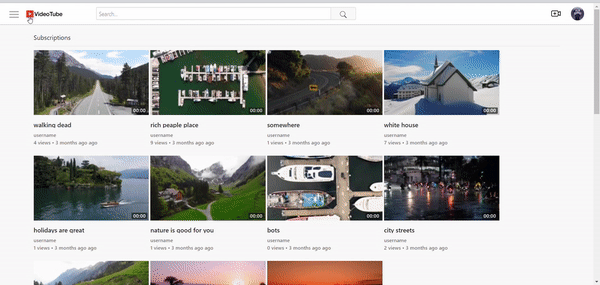 VideoTube
Search...
Subscriptions
00:00
00:00
00:00
00:00
walking dead
rich peaple place
somewhere
white house
username
username
username
username
4 views • 3 months ago ago
9 views • 3 months ago ago
1 views • 3 months ago ago
7 views • 3 months ago ago
00:00
00:00
00:00
00:00
holidays are great
nature is good for you
bots
city streets
username
username
username
username
1 views • 3 months ago ago
1 views • 3 months ago ago
0 views • 3 months ago ago
2 views • 3 months ago ago